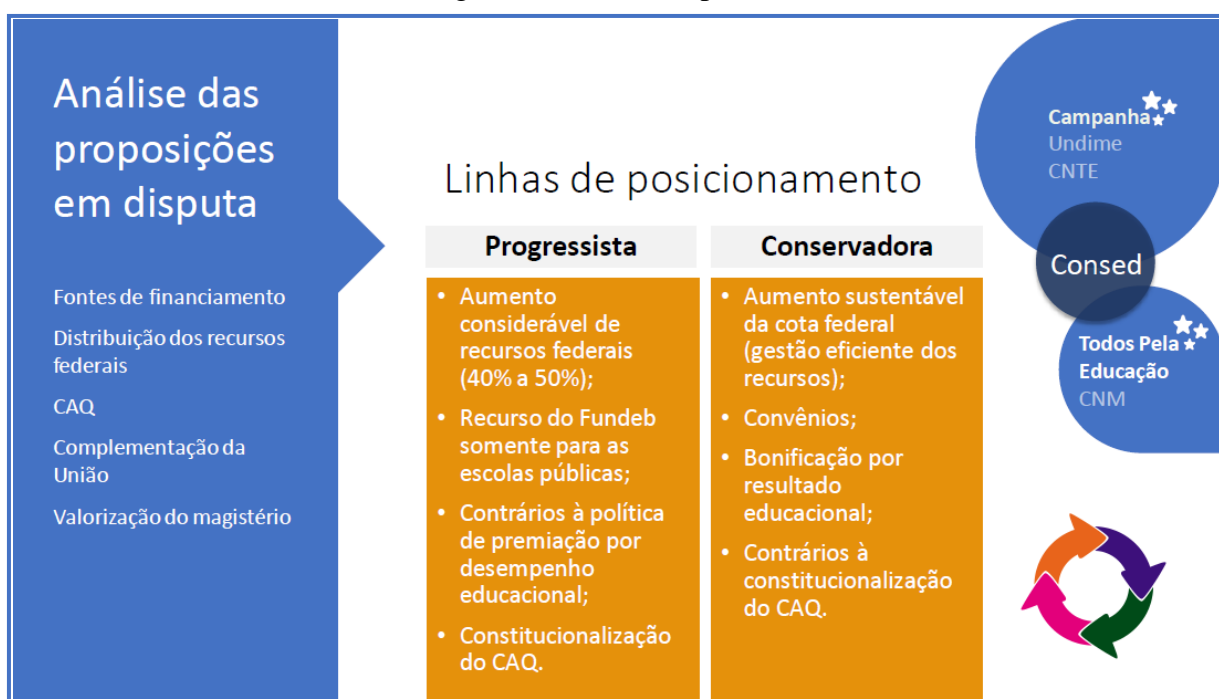 Análise das
proposições
em disputa
Fontes de financiamento
Distribuição dos recursos
federais
CAQ
Complementação da
União
Valorização do magistério
Linhas de posicionamento
Progressista
• Aumento
considerável de
recursos federais
(40% a 50%);
• Recurso do Fundeb
somente para as
escolas públicas;
• Contrários à política
de premiação por
desempenho
educacional;
• Constitucionalização
do CAQ.
Conservadora
• Aumento sustentável
da cota federal
(gestão eficiente dos
recursos);
• Convênios;
• Bonificação por
resultado
educacional;
• Contrários à
constitucionalização
do CAQ.
Campanha
Undime
CNTE
Consed
Todos Pela
Educação
CNM